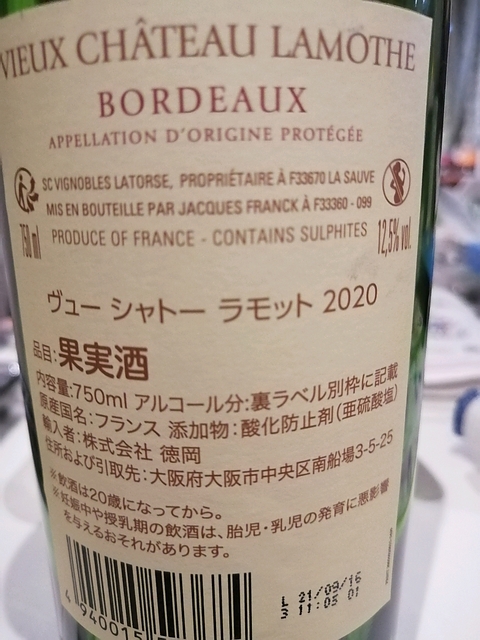 VIEUX CHÂTEAU LAMOTHE
BORDEAUX
APPELLATION D'ORIGINE PROTÉGÉE
SC VIGNOBLES LATORSE, PROPRIÉTAIRE À F33670 LA SAUVE
MIS EN BOUTEILLE PAR JACQUES FRANCK À F33360 - 099
750 ml
PRODUCE OF FRANCE - CONTAINS SULPHITES
12,5% vol.
ヴュー シャトー ラモット 2020
品目:果実酒
内容量:750ml アルコール分:裏ラベル別枠に記載
原産国名:フランス 添加物:酸化防止剤(亜硫酸塩)
輸入者:株式会社 徳岡
住所および引取先:大阪府大阪市中央区南船場3-5-25
※飲酒は20歳になってから。
※妊娠中や授乳期の飲酒は、胎児・乳児の発育に悪影響
を与えるおそれがあります。
L 21/09/16
3 11:05 01
4 940015